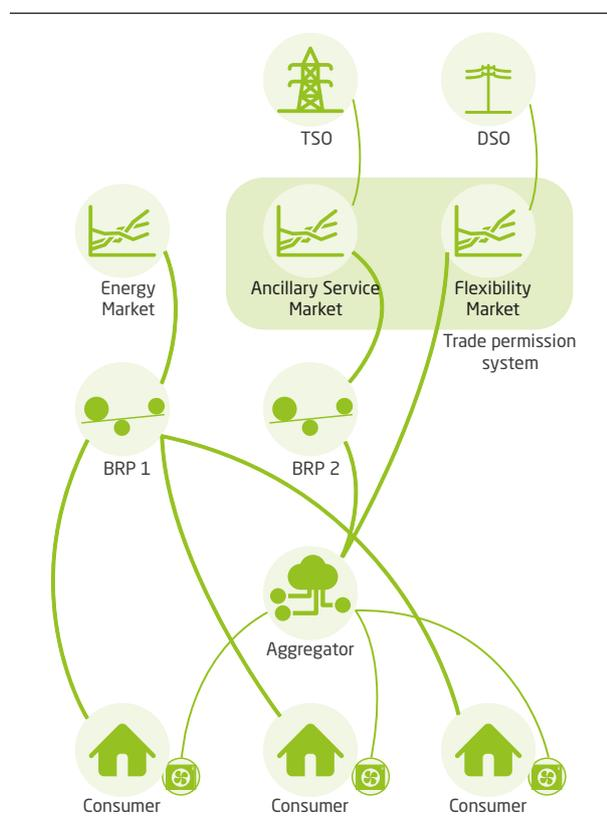 TSO
DSO
Energy
Market
Ancillary Service
Market
Flexibility
Market
Trade permission
system
BRP 1
BRP 2
Aggregator
Consumer
Consumer
Consumer